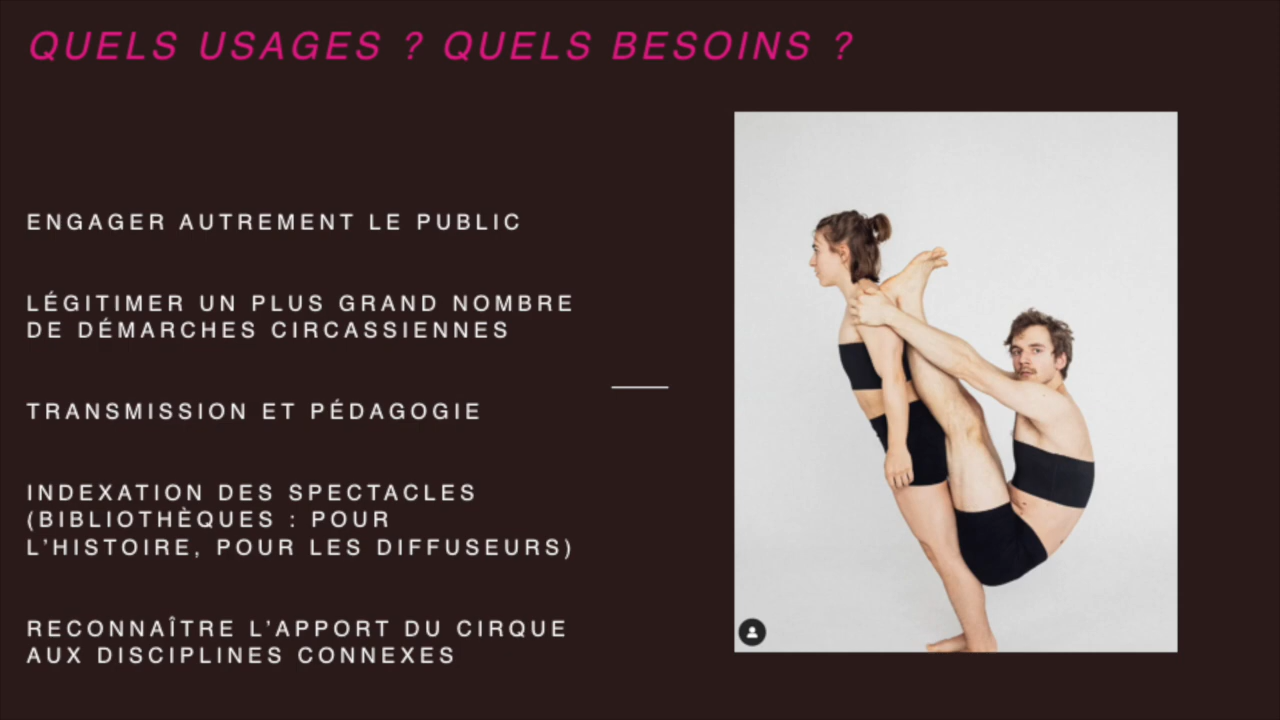 QUELS USAGES ? QUELS BESOINS ?
ENGAGER AUTREMENT LE PUBLIC
LÉGITIMER UN PLUS GRAND NOMBRE
DE DÉMARCHES CIRCASSIENNES
TRANSMISSION ET PÉDAGOGIE
INDEXATION DES SPECTACLES
(BIBLIOTHÈQUES : POUR
L’HISTOIRE, POUR LES DIFFUSEURS)
RECONNAÎTRE L’APPORT DU CIRQUE
AUX DISCIPLINES CONNEXES